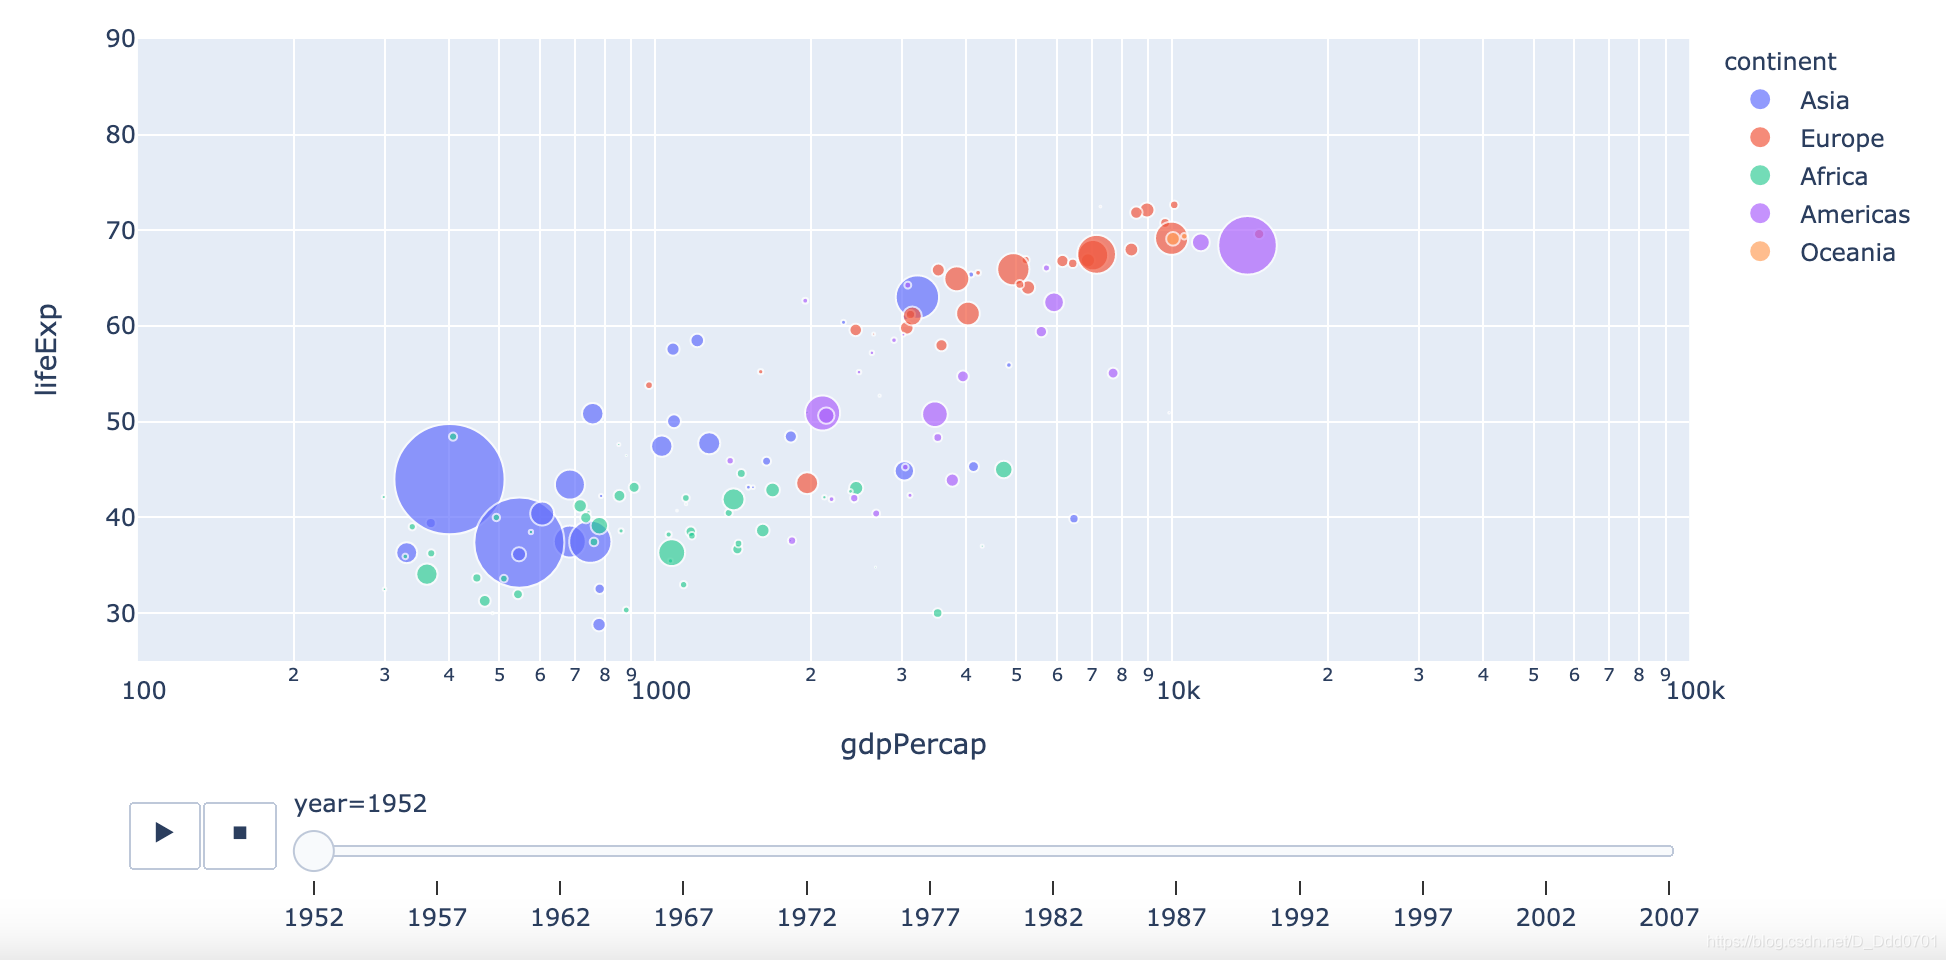 90
80
70
60
50
40
30
lifeExp
2 3 4 5 6 7 8 9 2 3 4 5 6 7 8 9 2 3 4 5 6 7 8 9
100 1000 10k 100k
gdpPercap
continent
Asia
Europe
Africa
Americas
Oceania
year=1952
1952 1957 1962 1967 1972 1977 1982 1987 1992 1997 2002 2007
https://blog.csdn.net/D_Ddd0701